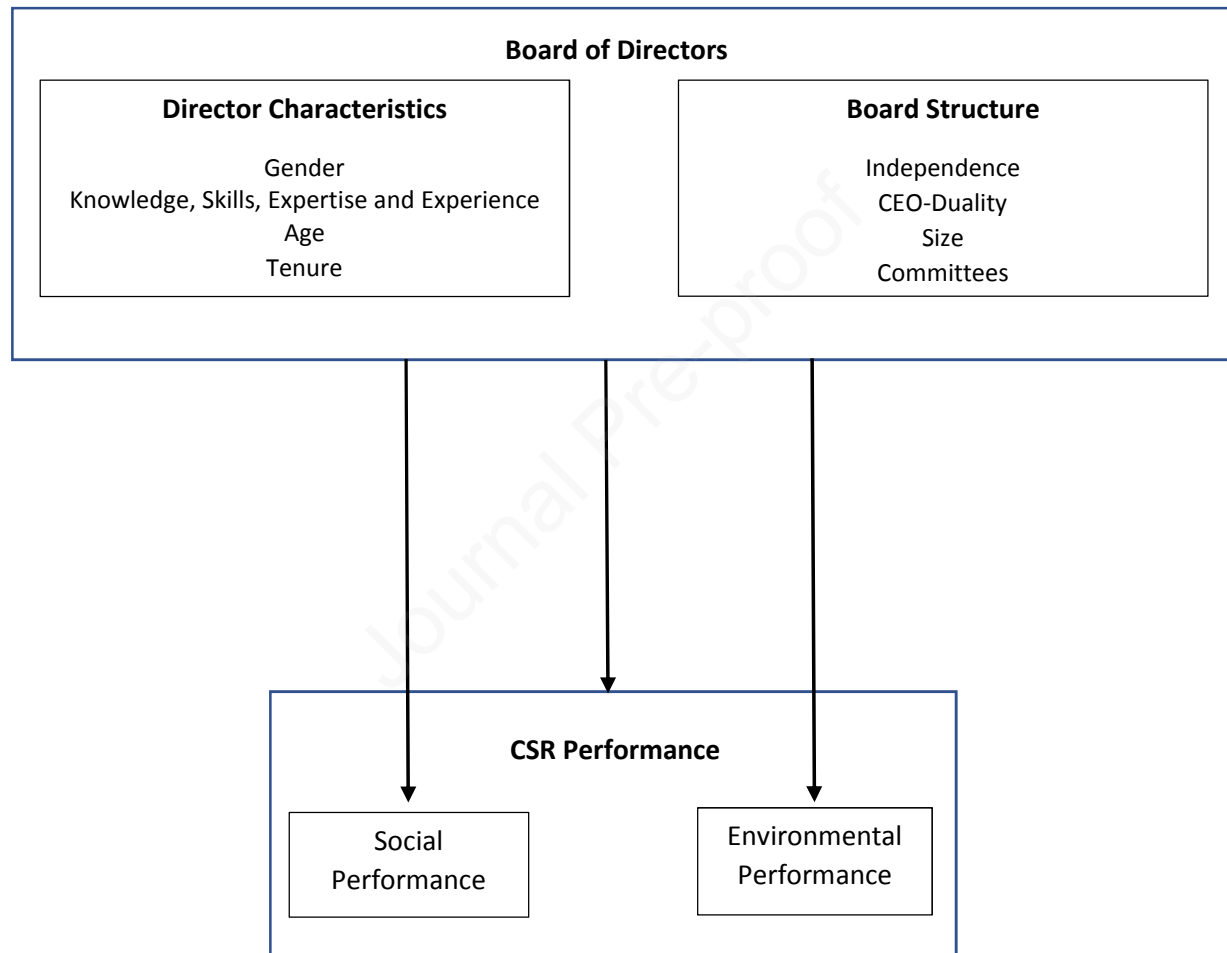 Board of Directors
Director Characteristics
Gender
Knowledge, Skills, Expertise and Experience
Age
Tenure
Board Structure
Independence
CEO-Duality
Size
Committees
Journal Pre-proof
CSR Performance
Social
Performance
Environmental
Performance